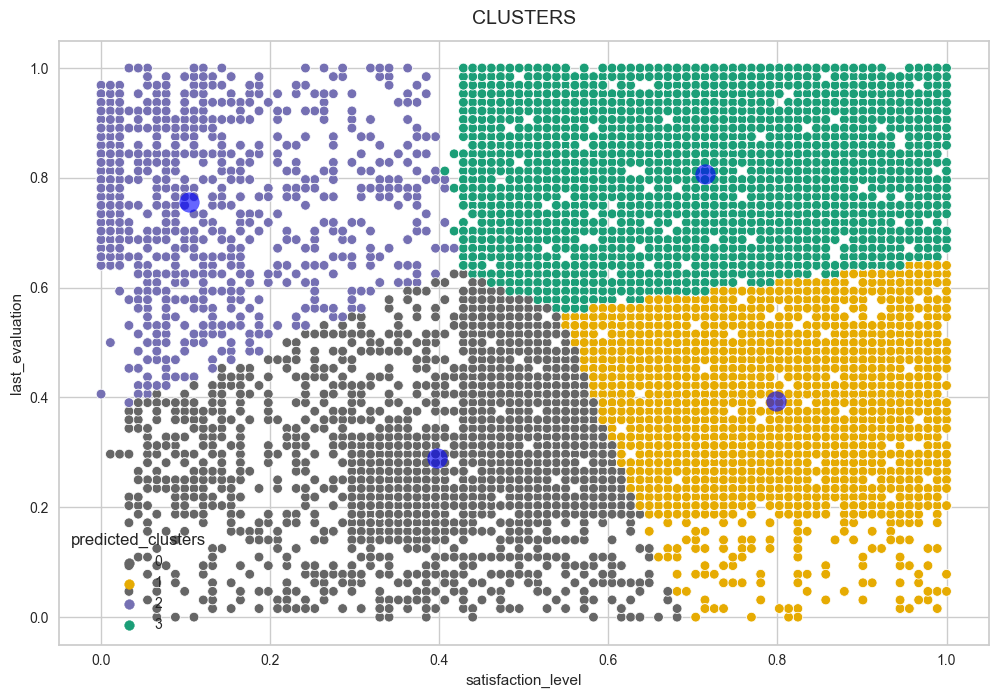 CLUSTERS
1.0
0.8
0.6
0.4
0.2
0.0
last_evaluation
predicted_clusters
0
1
2
3
0.0 0.2 0.4 0.6 0.8 1.0
satisfaction_level